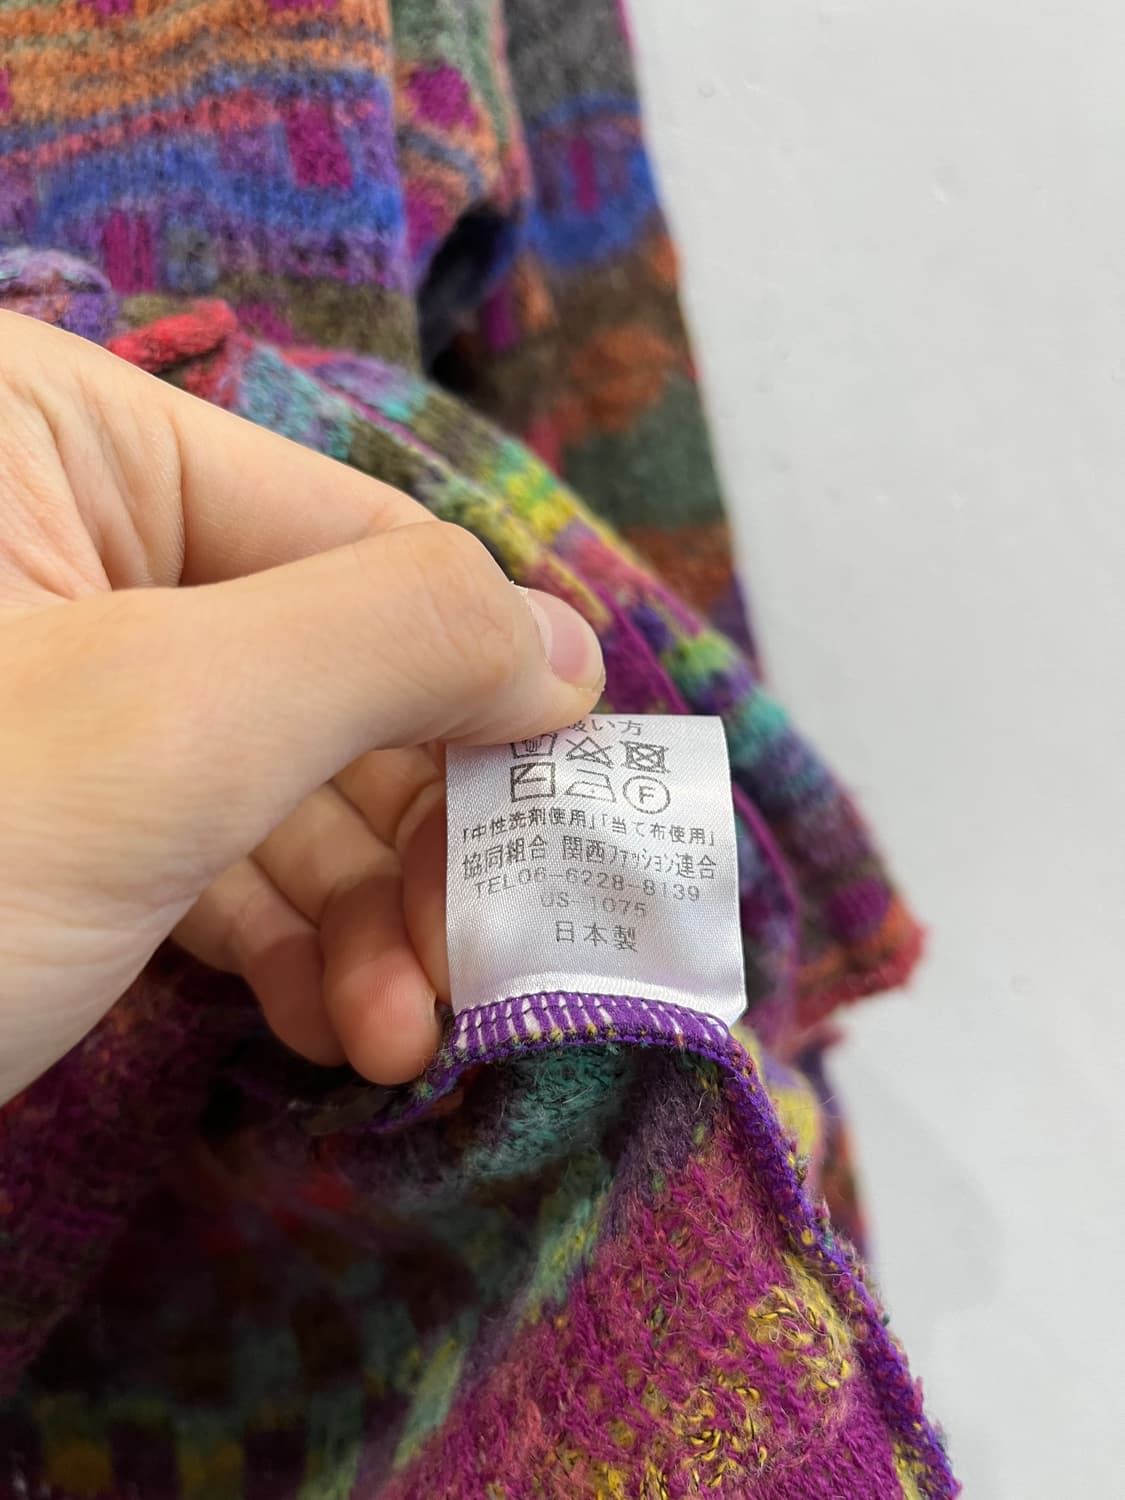 扱い方
「中性洗剤使用」「当て布使用」
協同組合 関西ファッション連合
TEL06-6228-8139
US-1075
日本製